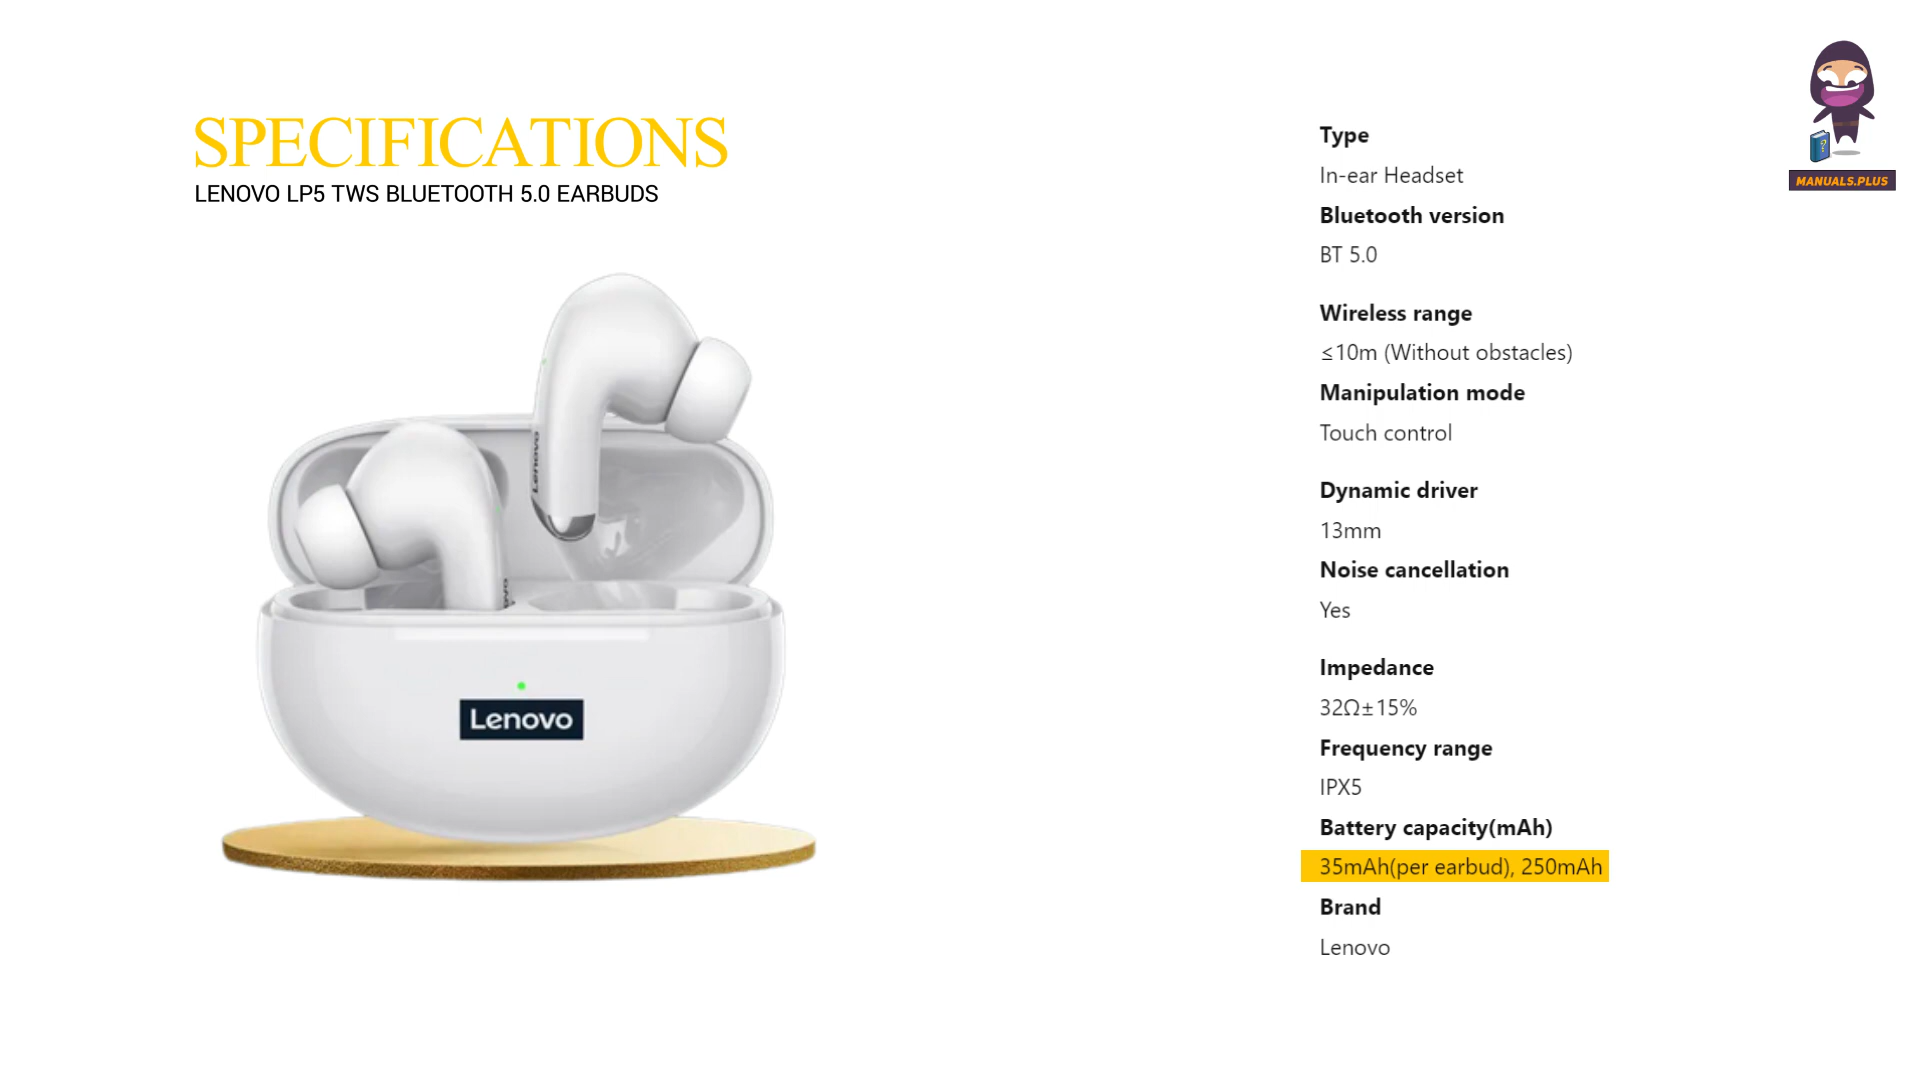 SPECIFICATIONS
LENOVO LP5 TWS BLUETOOTH 5.0 EARBUDS
Lenovo
Lenovo
Type
In-ear Headset
Bluetooth version
BT 5.0
Wireless range
≤10m (Without obstacles)
Manipulation mode
Touch control
Dynamic driver
13mm
Noise cancellation
Yes
Impedance
32Ω±15%
Frequency range
IPX5
Battery capacity(mAh)
35mAh(per earbud), 250mAh
Brand
Lenovo
?
MANUALS.PLUS